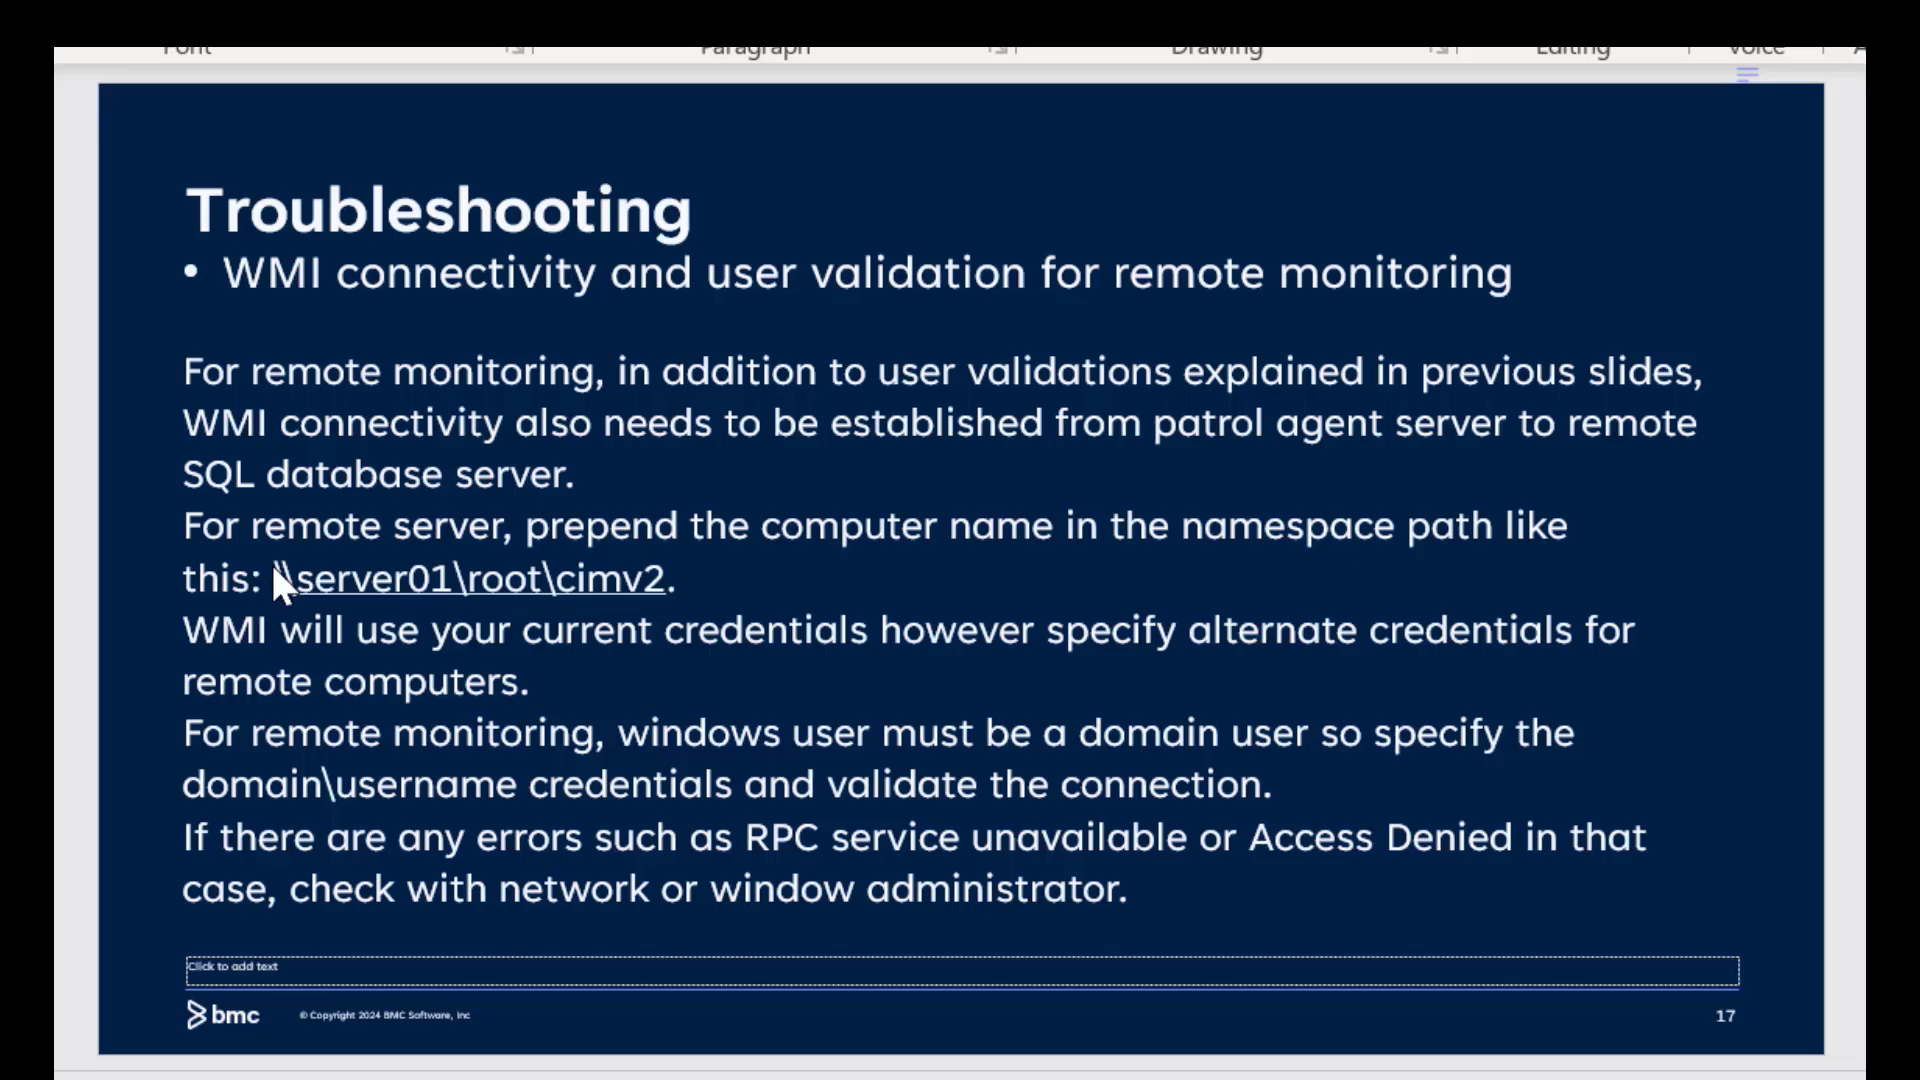 Font Paragraph Drawing Editing Voice
Troubleshooting
• WMI connectivity and user validation for remote monitoring
For remote monitoring, in addition to user validations explained in previous slides,
WMI connectivity also needs to be established from patrol agent server to remote
SQL database server.
For remote server, prepend the computer name in the namespace path like
this: \\server01\root\cimv2.
WMI will use your current credentials however specify alternate credentials for
remote computers.
For remote monitoring, windows user must be a domain user so specify the
domain\username credentials and validate the connection.
If there are any errors such as RPC service unavailable or Access Denied in that
case, check with network or window administrator.
Click to add text
bmc © Copyright 2024 BMC Software, Inc 17